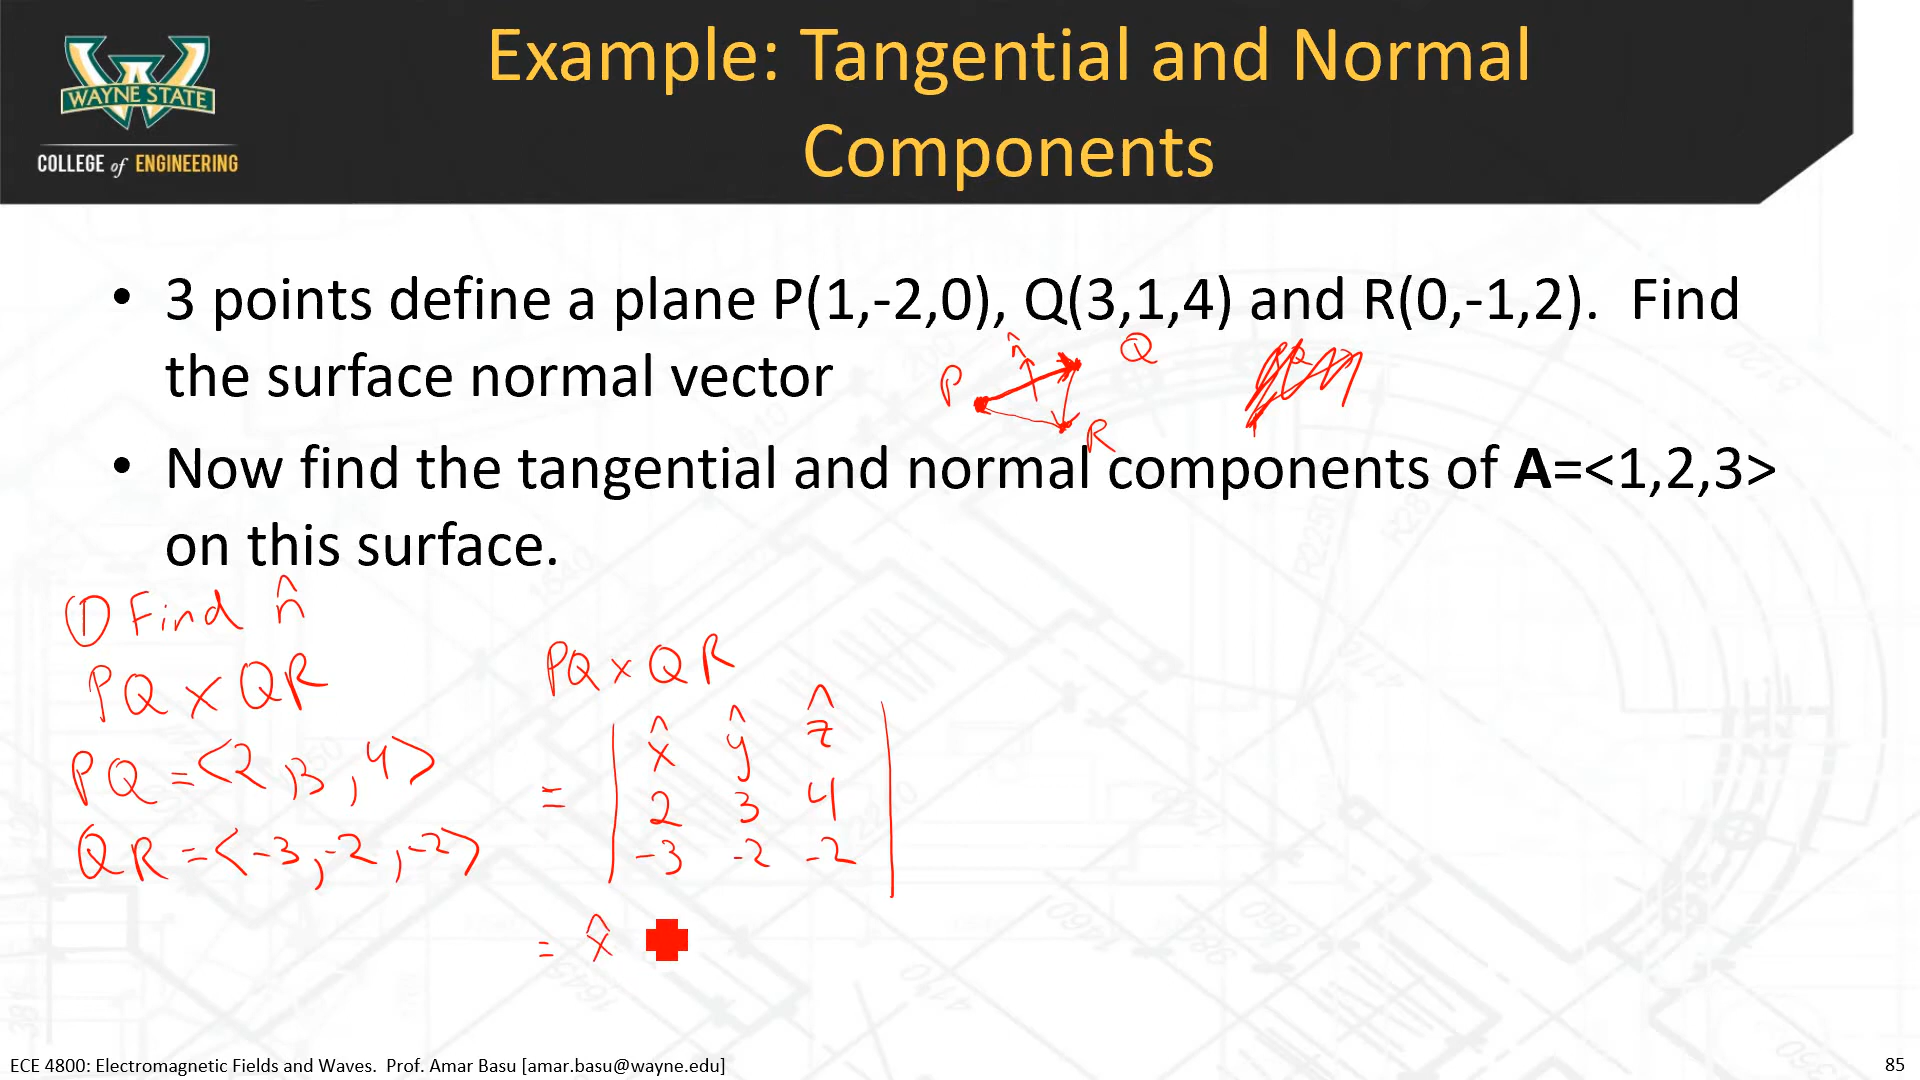 WAYNE STATE
COLLEGE of ENGINEERING
Example: Tangential and Normal
Components
• 3 points define a plane P(1,-2,0), Q(3,1,4) and R(0,-1,2). Find
the surface normal vector
P n̂ Q
R
• Now find the tangential and normal components of A=<1,2,3>
on this surface.
① Find n̂
PQ × QR
PQ = <2, 3, 4>
QR = <-3, -2, -2>
PQ × QR
= | x̂ ŷ ẑ |
2 3 4
-3 -2 -2
= x̂
ECE 4800: Electromagnetic Fields and Waves. Prof. Amar Basu [amar.basu@wayne.edu]
85